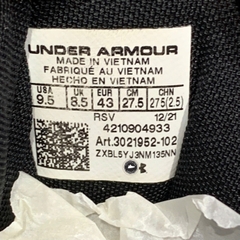 UNDER ARMOUR
MADE IN VIETNAM
FABRIQUÉ AU VIETNAM
HECHO EN VIETNAM
USA UK EUR CM CHN
9.5 8.5 43 27.5 275(2.5)
RSV 12/21
4210904933
Art.3021952-102
ZXBL5YJ3NM135NN